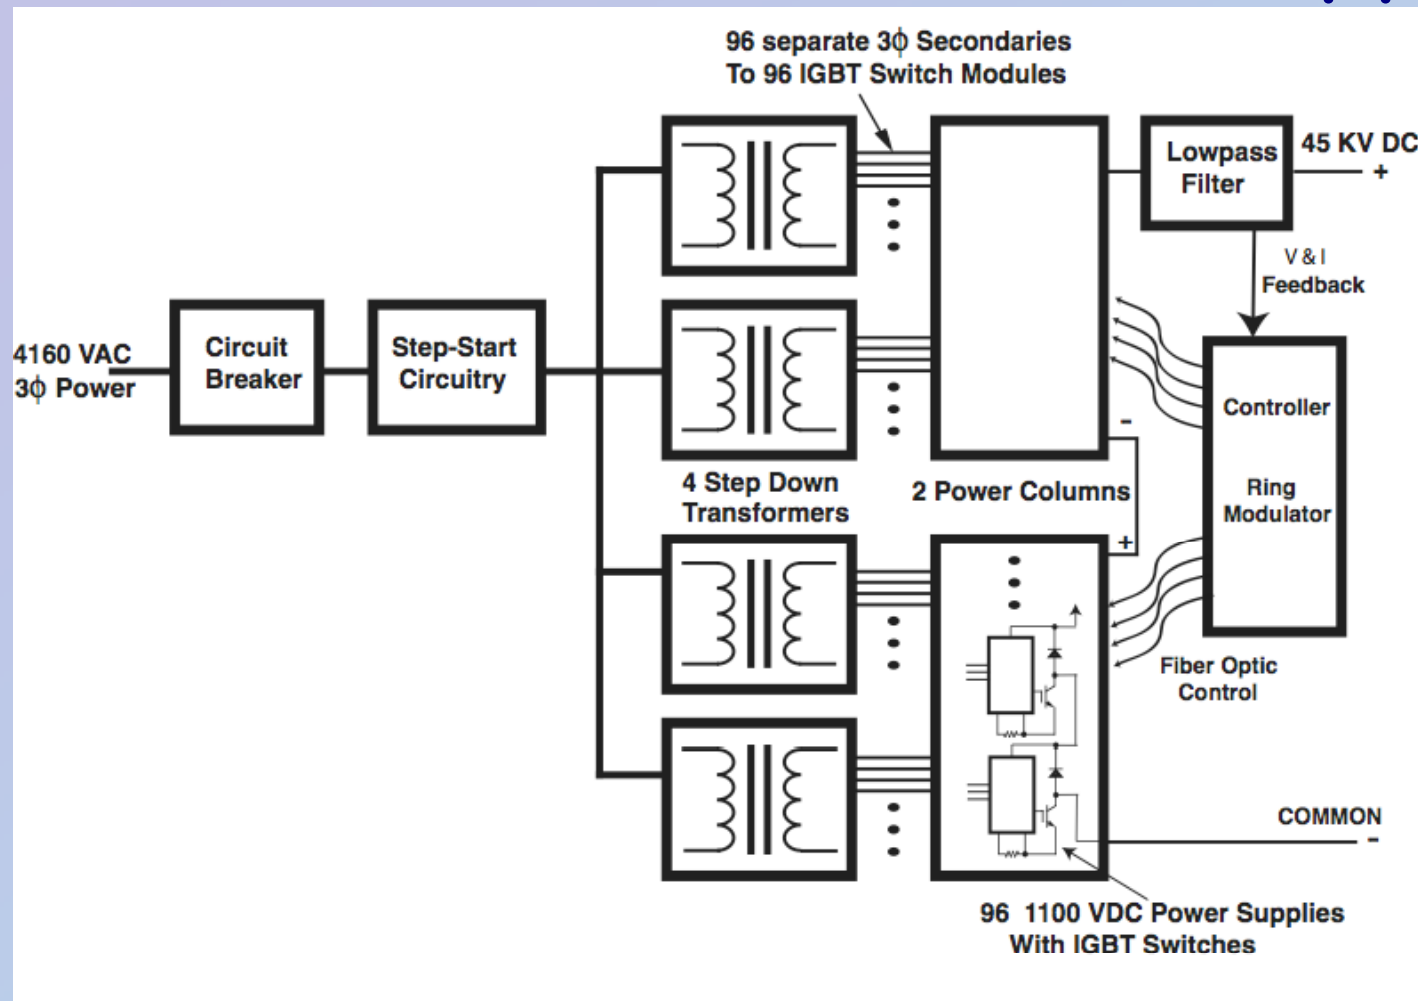 96 separate 3ϕ Secondaries
To 96 IGBT Switch Modules
Lowpass
Filter
45 KV DC
+
V & I
Feedback
4160 VAC
3ϕ Power
Circuit
Breaker
Step-Start
Circuitry
Controller
Ring
Modulator
-
4 Step Down
Transformers
2 Power Columns
+
Fiber Optic
Control
COMMON
-
96 1100 VDC Power Supplies
With IGBT Switches